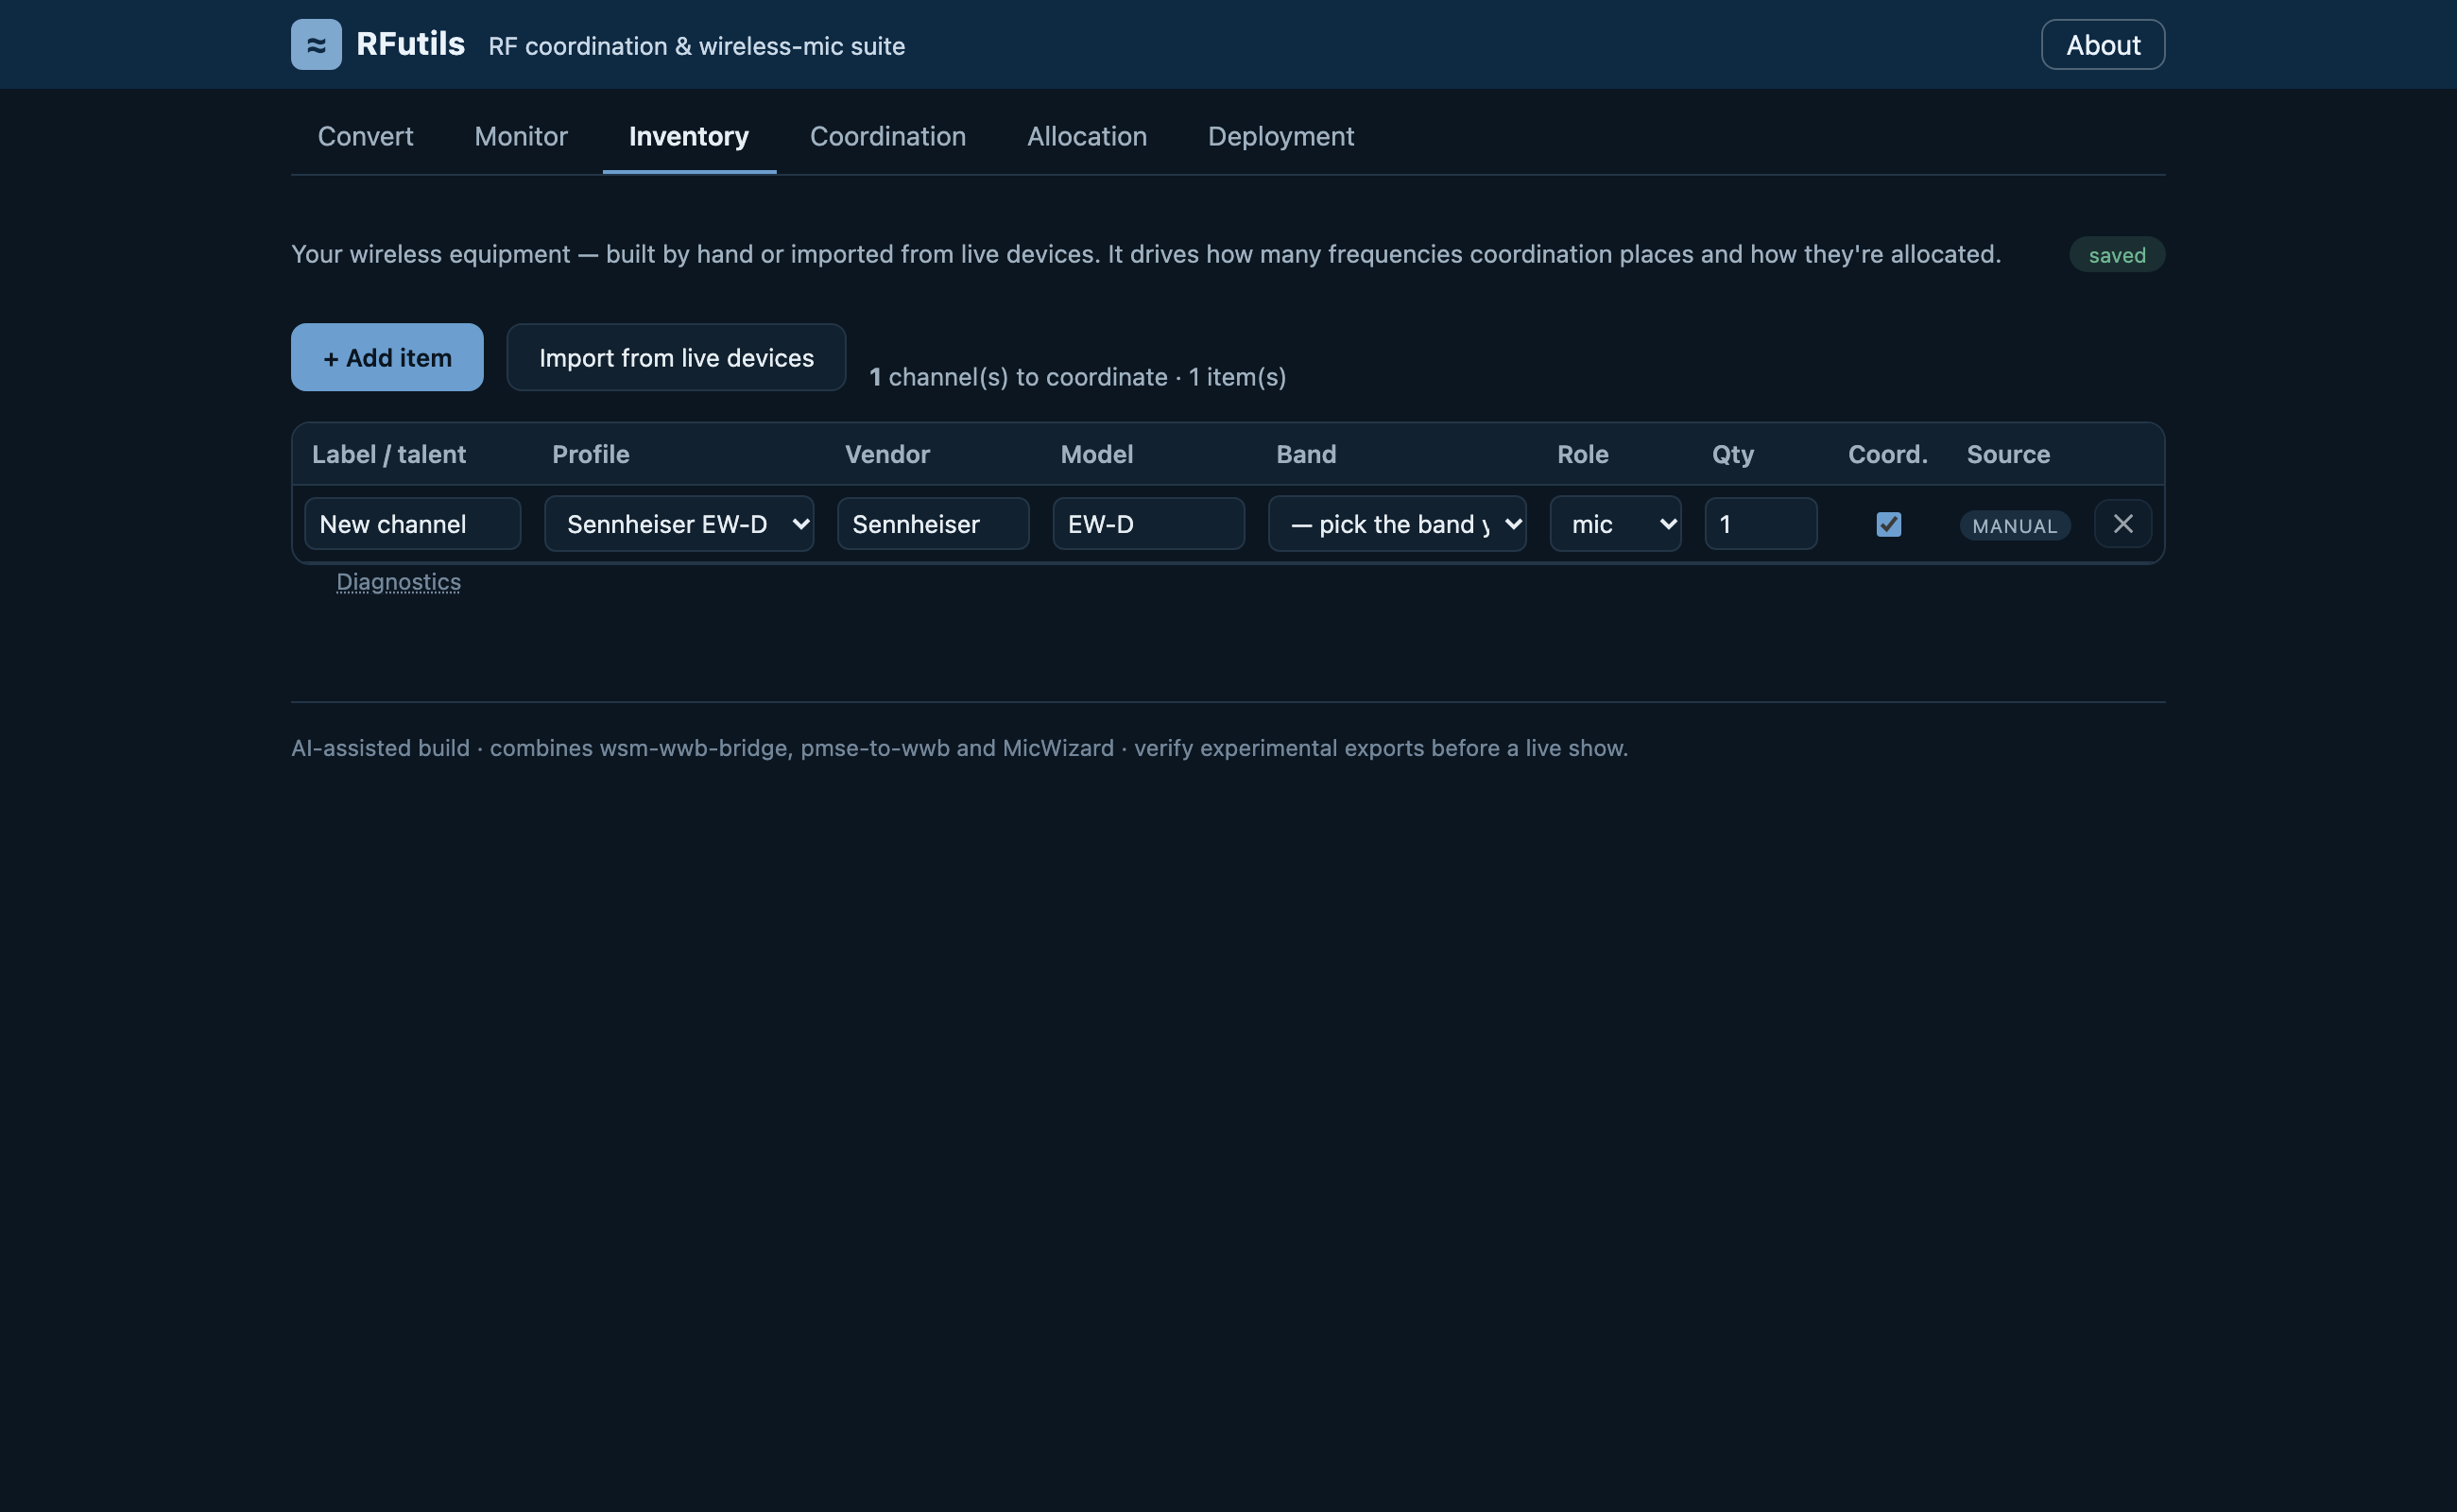 ≈ RFutils RF coordination & wireless-mic suite About
Convert Monitor Inventory Coordination Allocation Deployment
Your wireless equipment — built by hand or imported from live devices. It drives how many frequencies coordination places and how they're allocated. saved
+ Add item Import from live devices 1 channel(s) to coordinate · 1 item(s)
Label / talent Profile Vendor Model Band Role Qty Coord. Source
New channel Sennheiser EW-D Sennheiser EW-D — pick the band mic 1 MANUAL ✕
Diagnostics
AI-assisted build · combines wsm-wwb-bridge, pmse-to-wwb and MicWizard · verify experimental exports before a live show.